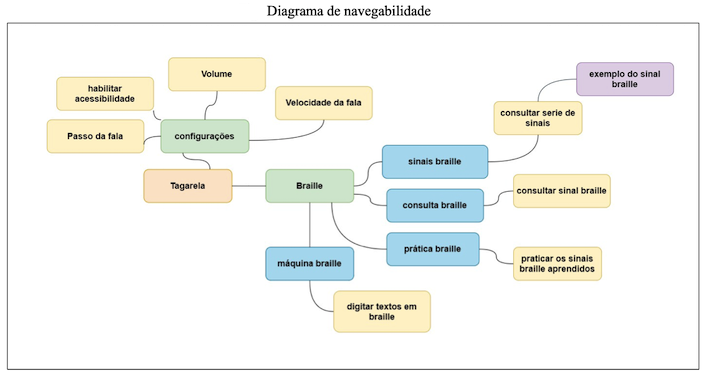 Diagrama de navegabilidade
habilitar
acessibilidade
Volume
Velocidade da fala
Passo da fala
configurações
Tagarela
Braille
sinais braille
consultar serie de
sinais
exemplo do sinal
braille
consulta braille
consultar sinal braille
prática braille
praticar os sinais
braille aprendidos
máquina braille
digitar textos em
braille